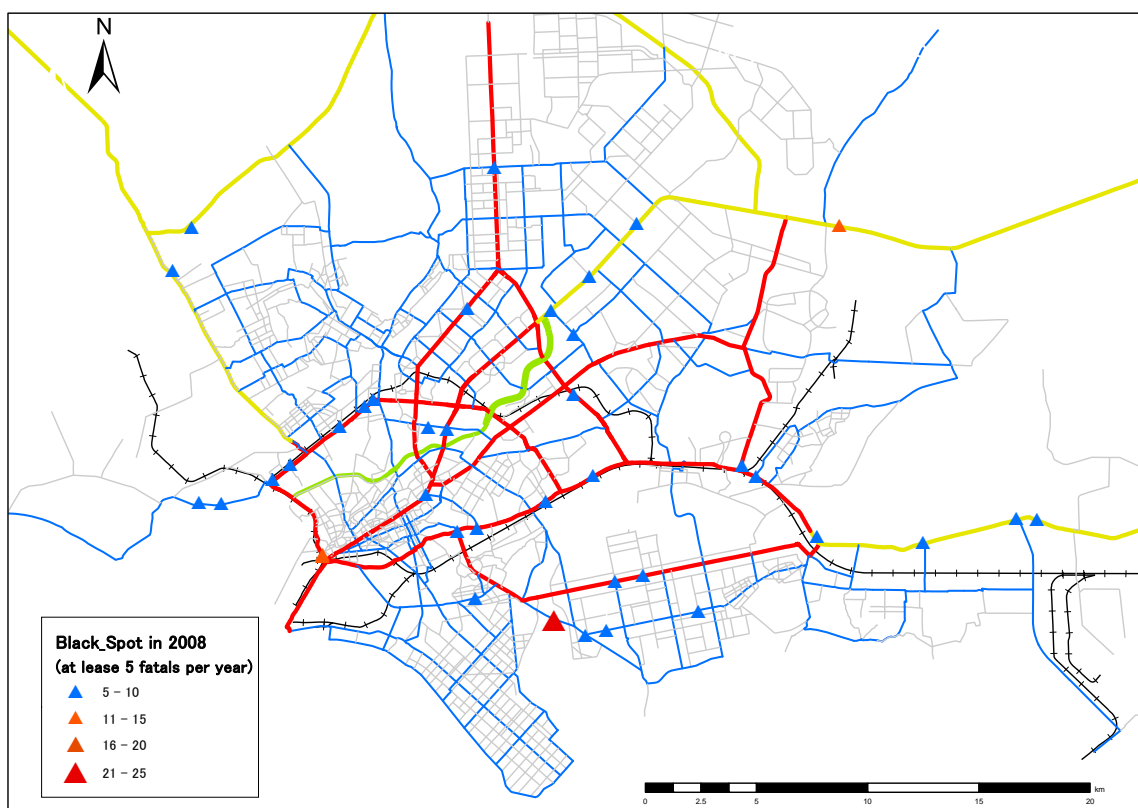 N
Black_Spot in 2008
(at lease 5 fatals per year)
5 - 10
11 - 15
16 - 20
21 - 25
0 2.5 5 10 15 20 km